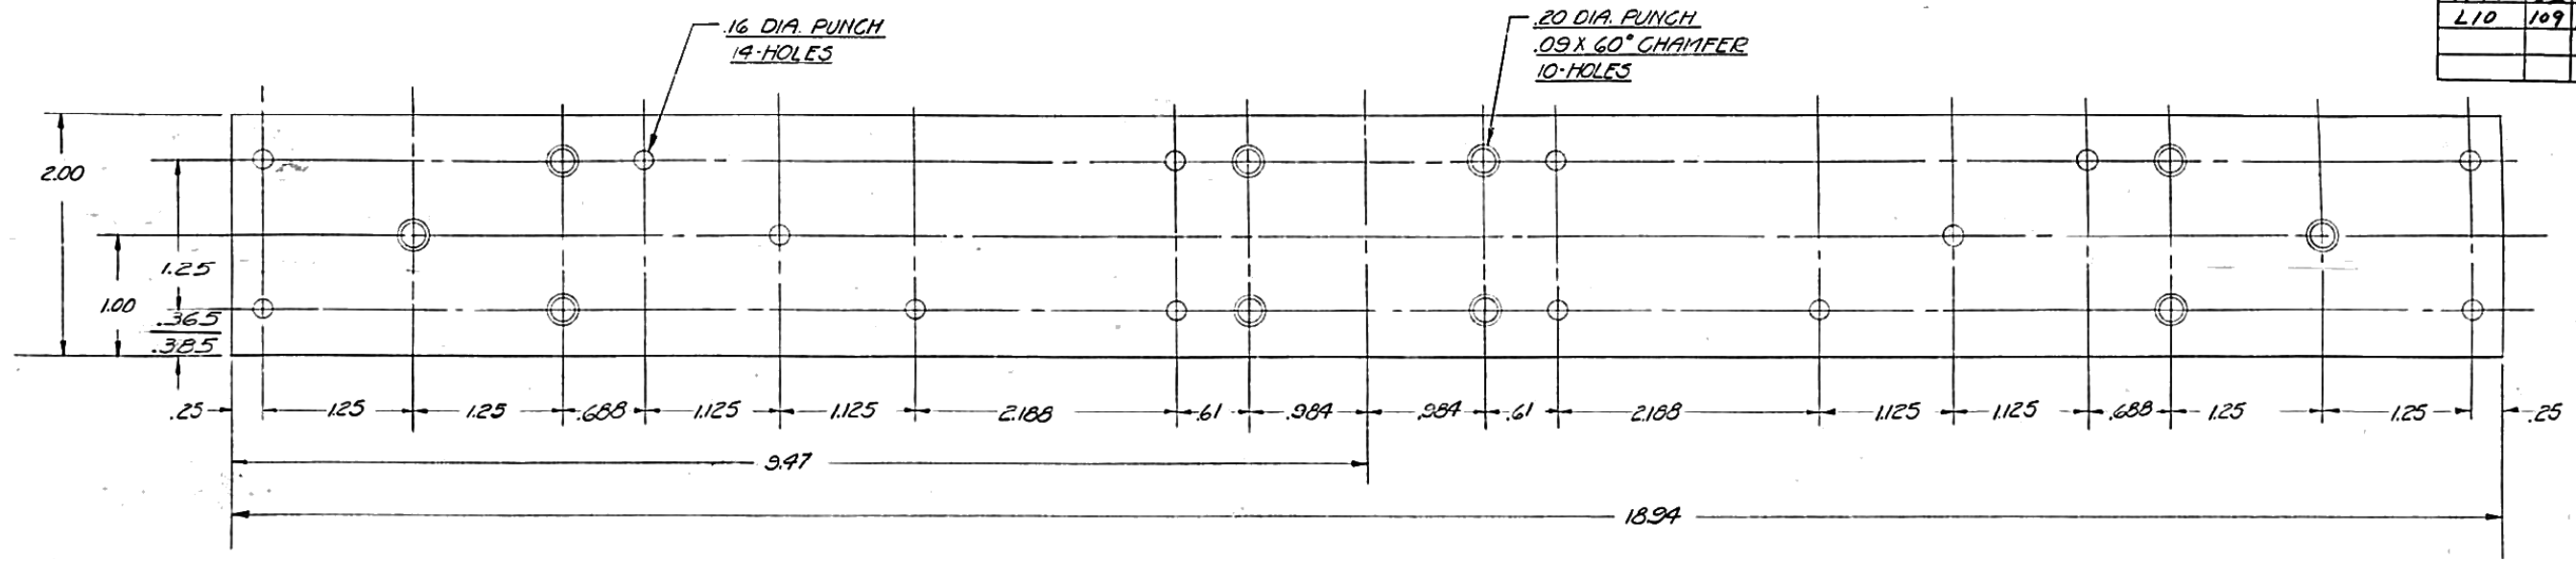 .16 DIA. PUNCH
14-HOLES
.20 DIA. PUNCH
.09 X 60° CHAMFER
10-HOLES
L10 109
2.00
1.25
1.00
.365
.385
.25 1.25 1.25 .688 1.125 1.125 2.188 .61 .984 .984 .61 2.188 1.125 1.125 .688 1.25 1.25 .25
9.47
18.94